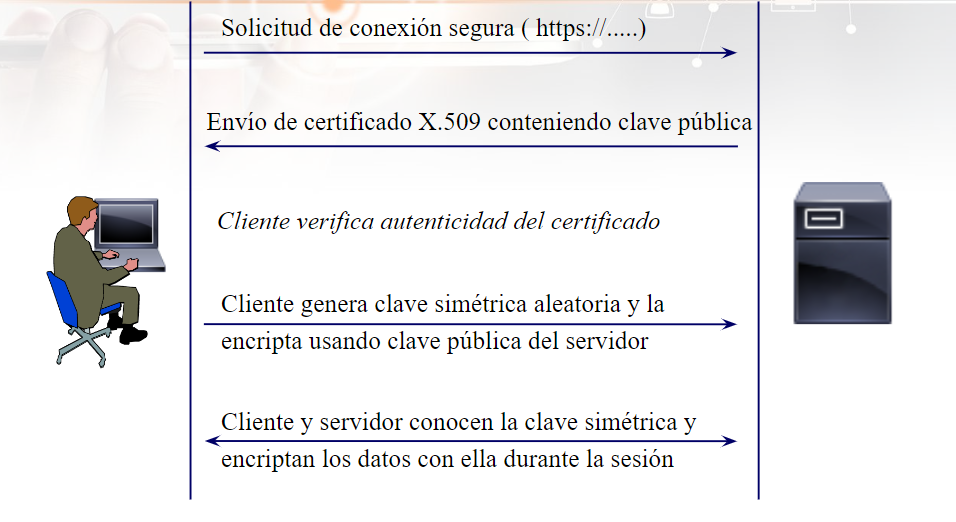 Solicitud de conexión segura ( https://.....)
Envío de certificado X.509 conteniendo clave pública
Cliente verifica autenticidad del certificado
Cliente genera clave simétrica aleatoria y la
encripta usando clave pública del servidor
Cliente y servidor conocen la clave simétrica y
encriptan los datos con ella durante la sesión